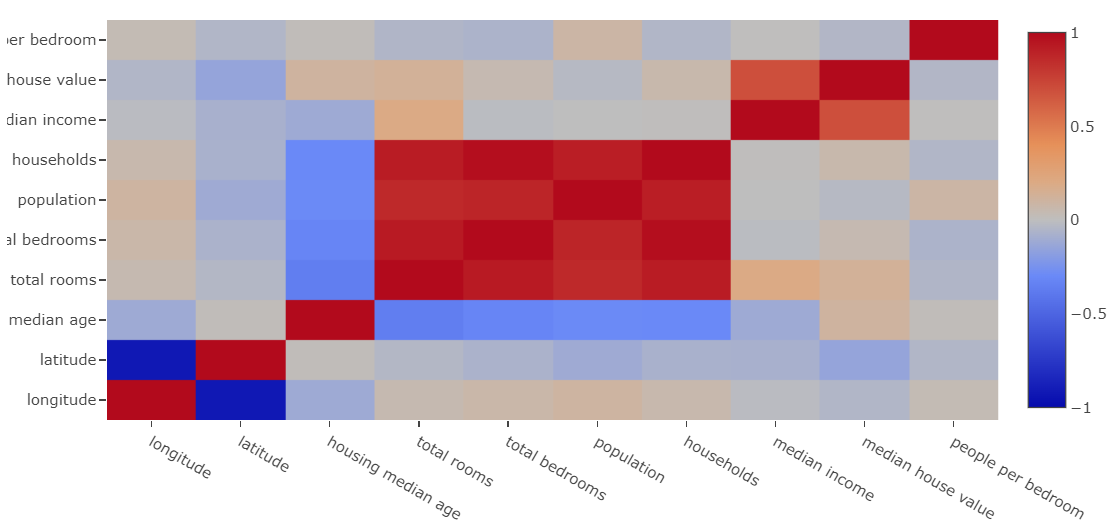 per bedroom
house value
dian income
households
population
al bedrooms
total rooms
median age
latitude
longitude
longitude
latitude
housing median age
total rooms
total bedrooms
population
households
median income
median house value
people per bedroom
1
0.5
0
−0.5
−1